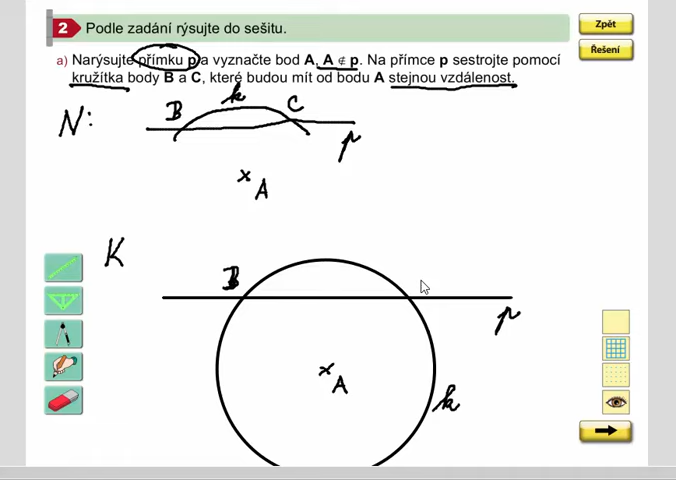 2 Podle zadání rýsujte do sešitu.
Zpět
Řešení
a) Narýsujte přímku p a vyznačte bod A, A ∉ p. Na přímce p sestrojte pomocí
kružítka body B a C, které budou mít od bodu A stejnou vzdálenost.
N:
B k C
p
x A
K
B
p
x A
k